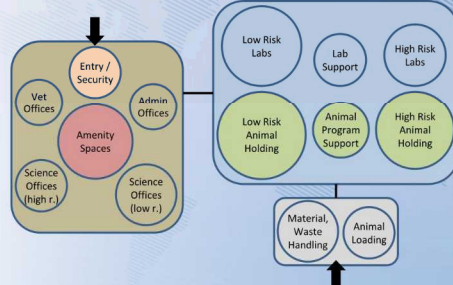 Entry /
Security
Vet
Offices
Admin
Offices
Amenity
Spaces
Science
Offices
(high r.)
Science
Offices
(low r.)
Low Risk
Labs
Lab
Support
High Risk
Labs
Low Risk
Animal
Holding
Animal
Program
Support
High Risk
Animal
Holding
Material,
Waste
Handling
Animal
Loading